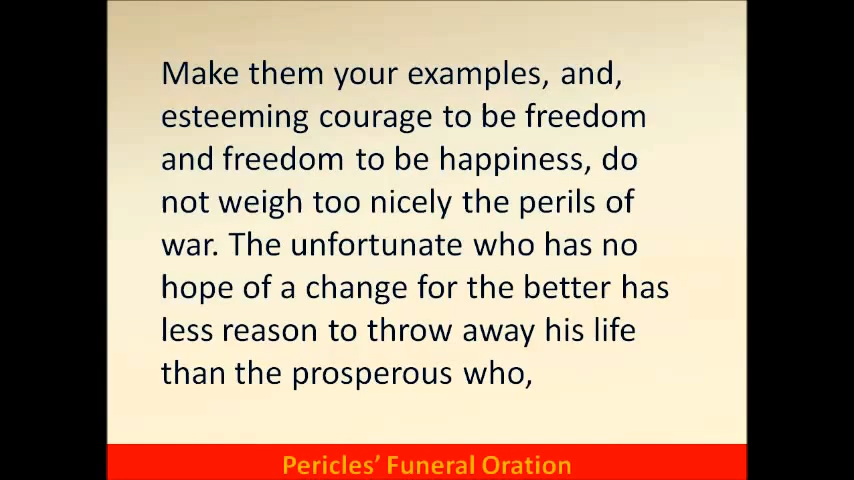 Make them your examples, and,
esteeming courage to be freedom
and freedom to be happiness, do
not weigh too nicely the perils of
war. The unfortunate who has no
hope of a change for the better has
less reason to throw away his life
than the prosperous who,
Pericles’ Funeral Oration